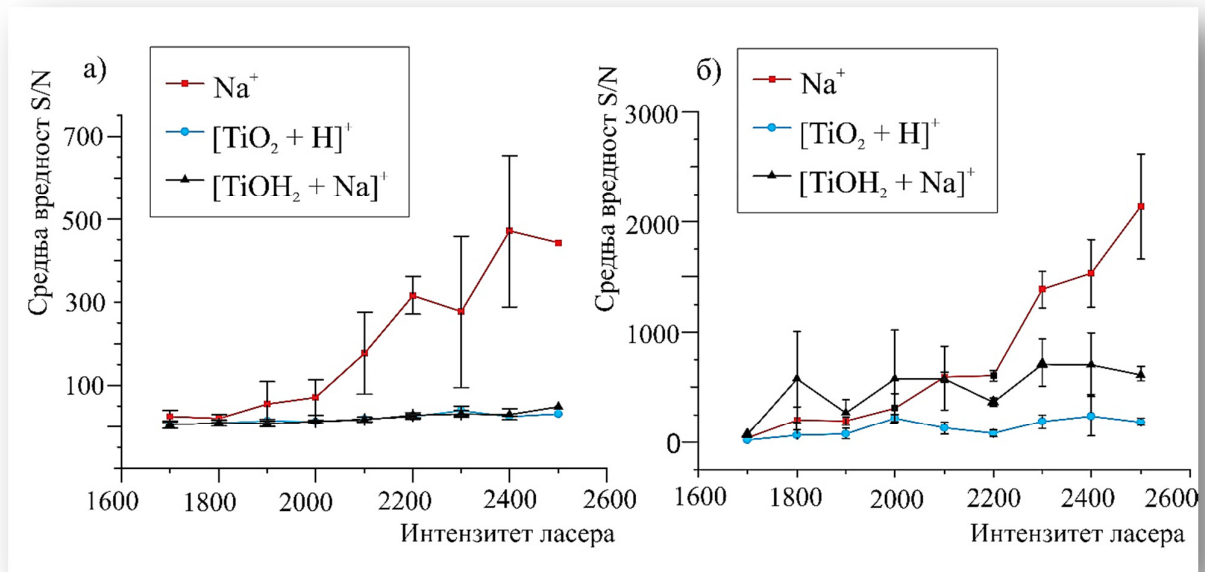 а)
Na⁺
[TiO₂ + H]⁺
[TiOH₂ + Na]⁺
Средња вредност S/N
700
500
300
100
1600 1800 2000 2200 2400 2600
Интензитет ласера
б)
Na⁺
[TiO₂ + H]⁺
[TiOH₂ + Na]⁺
Средња вредност S/N
3000
2000
1000
0
1600 1800 2000 2200 2400 2600
Интензитет ласера